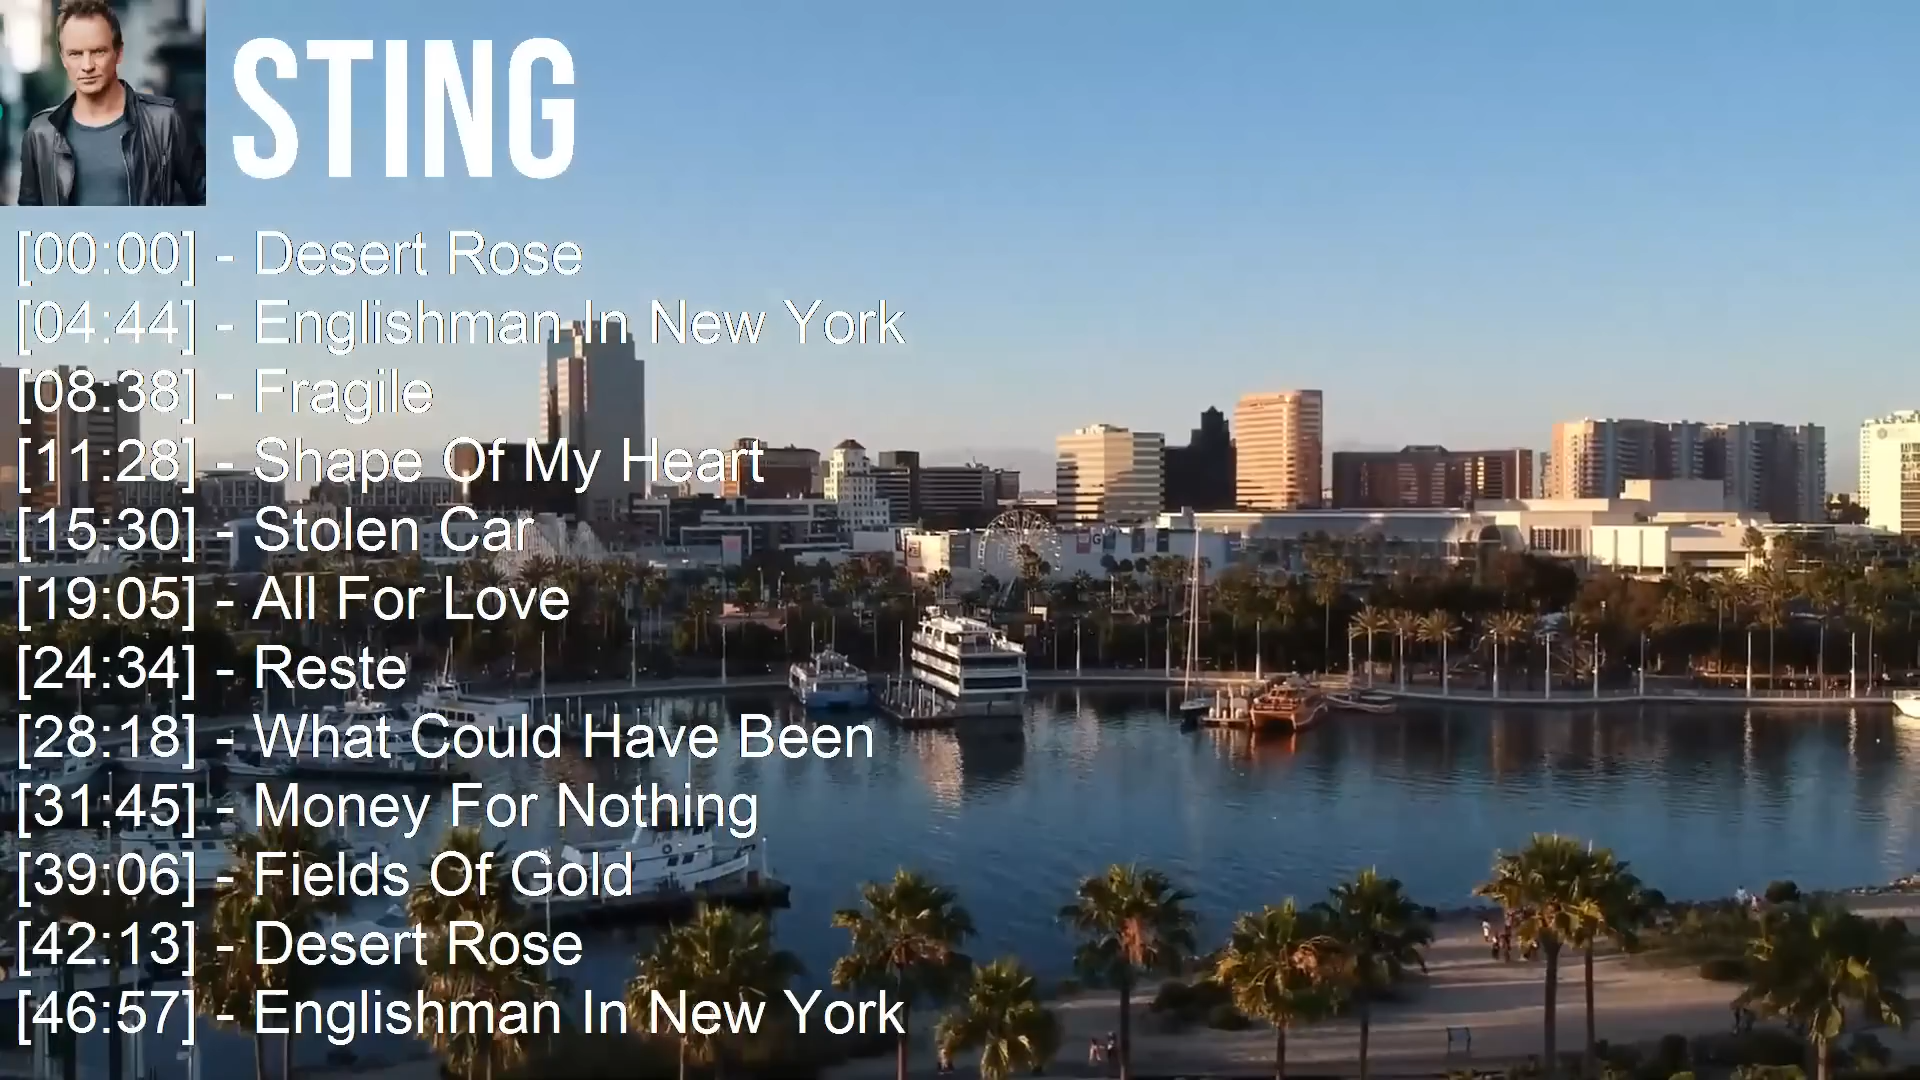 STING
[00:00] - Desert Rose
[04:44] - Englishman In New York
[08:38] - Fragile
[11:28] - Shape Of My Heart
[15:30] - Stolen Car
[19:05] - All For Love
[24:34] - Reste
[28:18] - What Could Have Been
[31:45] - Money For Nothing
[39:06] - Fields Of Gold
[42:13] - Desert Rose
[46:57] - Englishman In New York